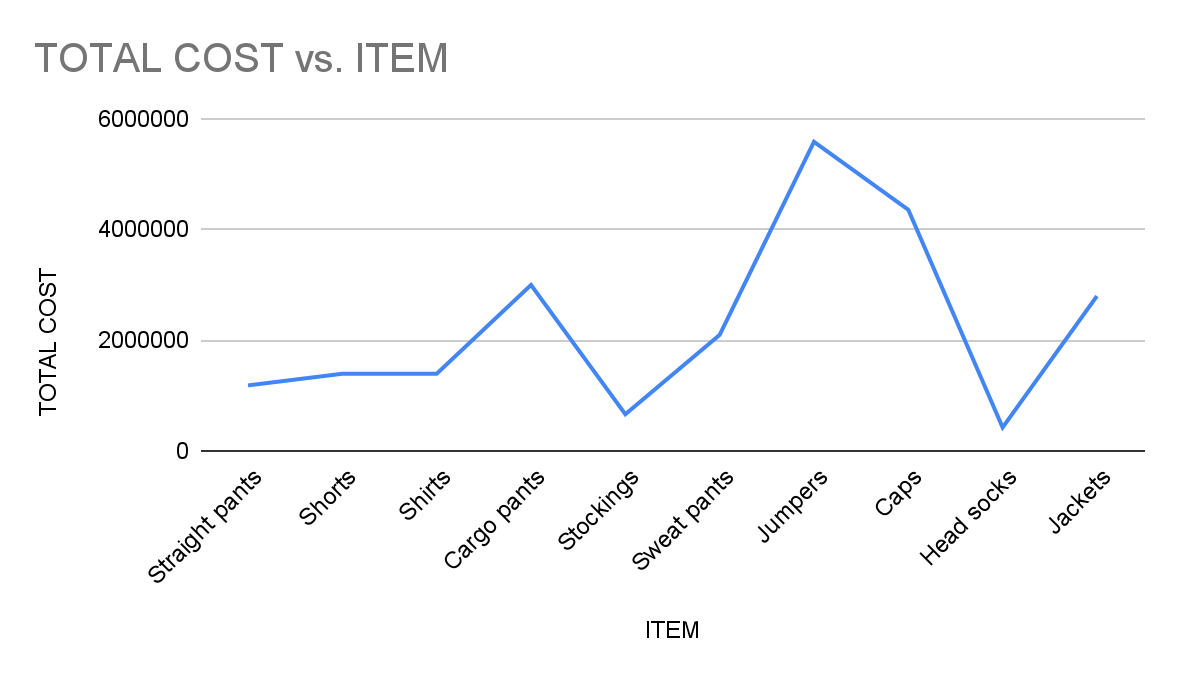 TOTAL COST vs. ITEM
6000000
4000000
2000000
0
TOTAL COST
Straight pants
Shorts
Shirts
Cargo pants
Stockings
Sweat pants
Jumpers
Caps
Head socks
Jackets
ITEM